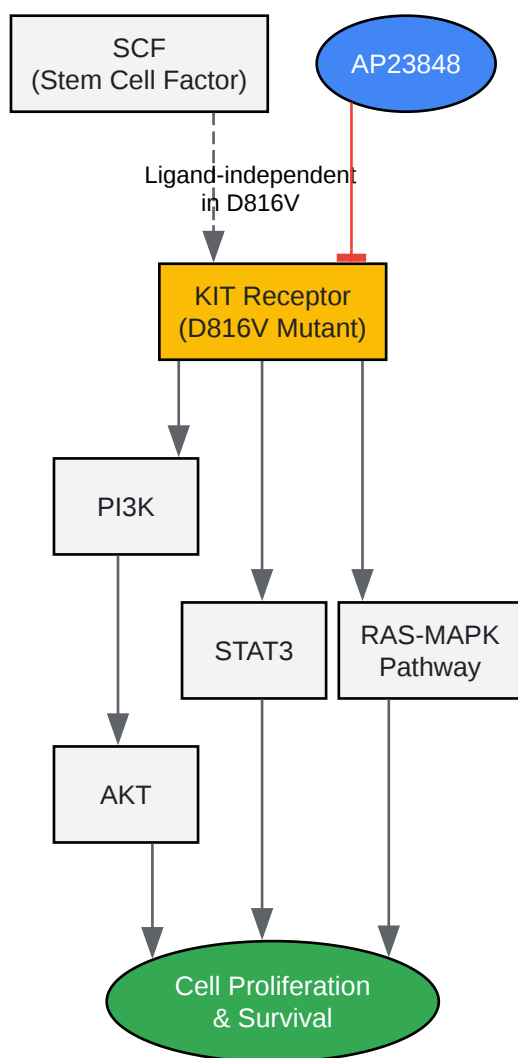 SCF
(Stem Cell Factor)
AP23848
Ligand-independent
in D816V
KIT Receptor
(D816V Mutant)
PI3K
STAT3
RAS-MAPK
Pathway
AKT
Cell Proliferation
& Survival